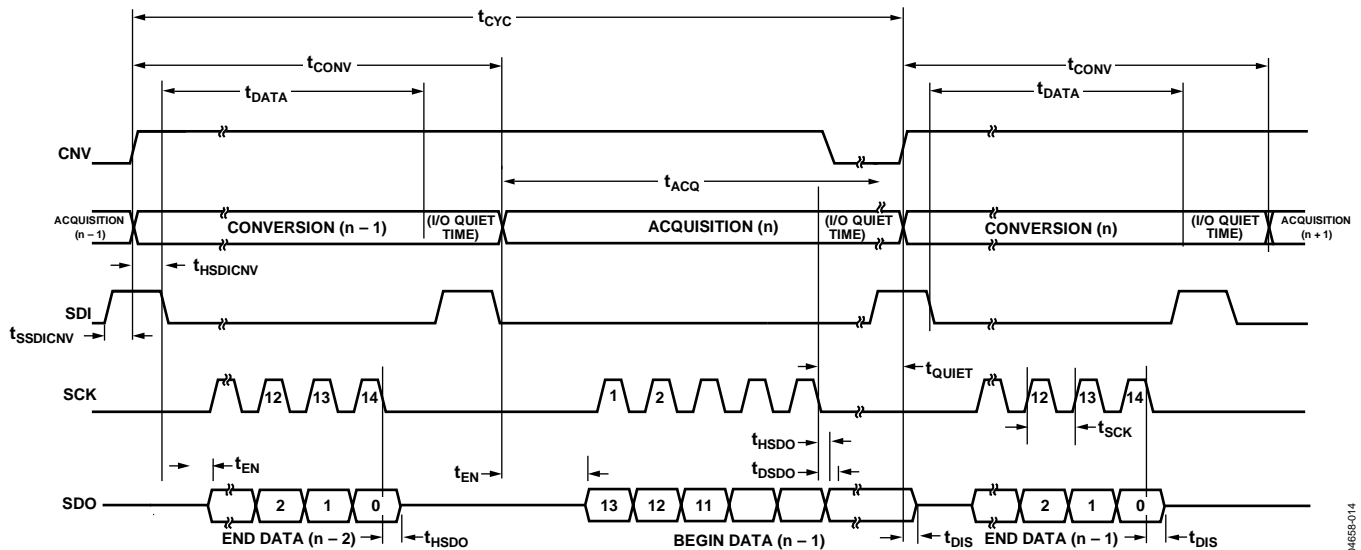 tCYC
tCONV
tCONV
tDATA
tDATA
CNV
tACQ
ACQUISITION
(n – 1)
CONVERSION (n – 1)
(I/O QUIET
TIME)
ACQUISITION (n)
(I/O QUIET
TIME)
CONVERSION (n)
(I/O QUIET
TIME)
ACQUISITION
(n + 1)
tHSDICNV
SDI
tSSDICNV
tQUIET
SCK
12
13
14
1
2
12
13
14
tSCK
tHSDO
tEN
tEN
tDSDO
SDO
2
1
0
13
12
11
2
1
0
END DATA (n – 2)
tHSDO
BEGIN DATA (n – 1)
tDIS
END DATA (n – 1)
tDIS
04658-014